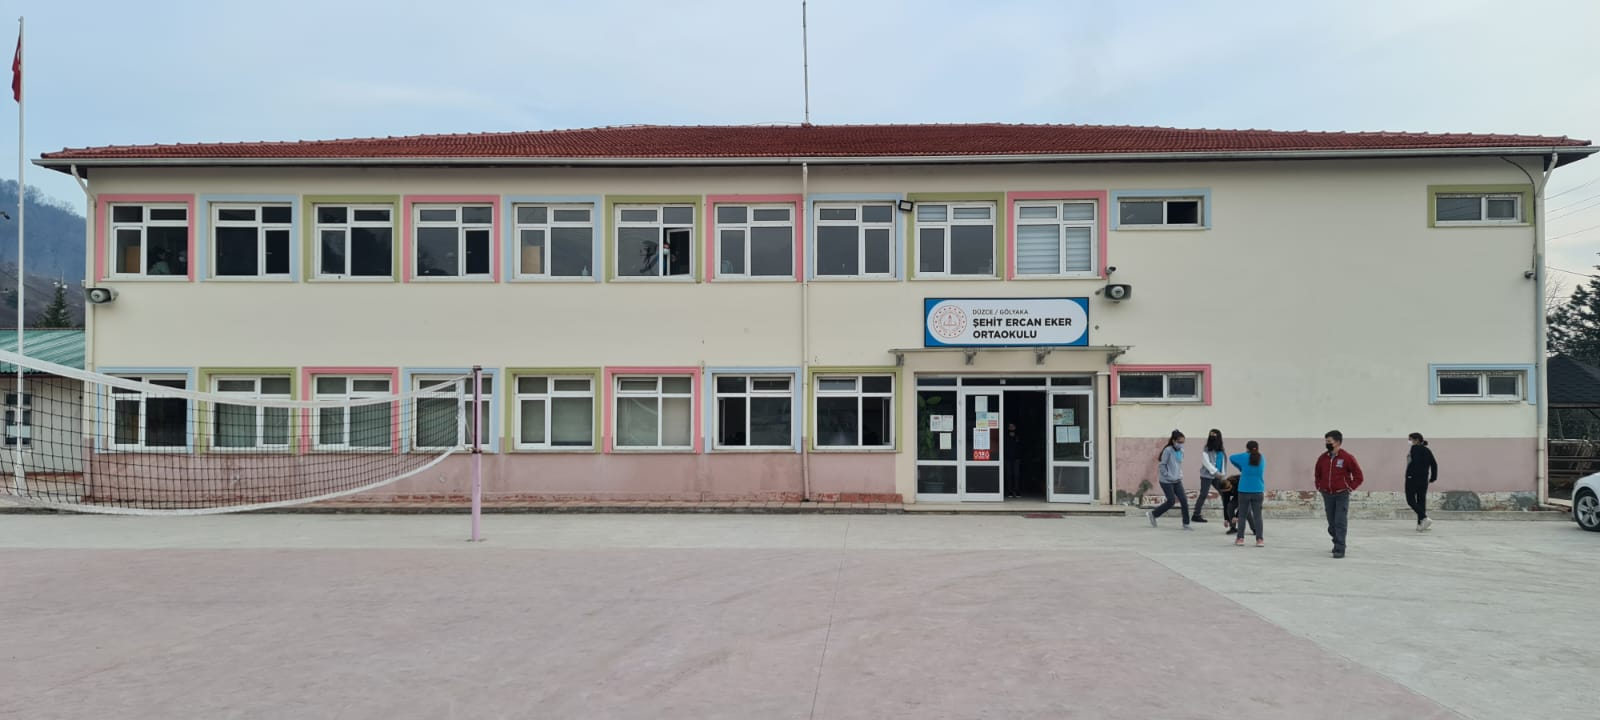 DÜZCE / GÖLYAKA
ŞEHİT ERCAN EKER
ORTAOKULU